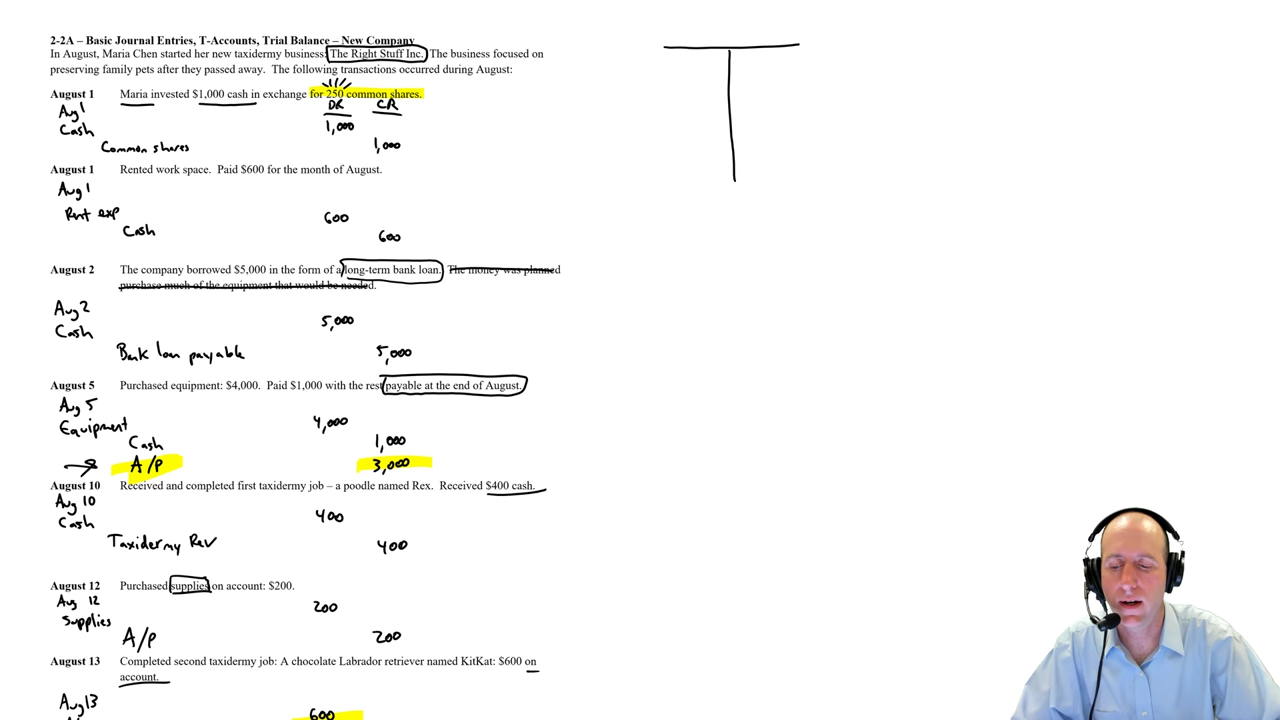 2-2A – Basic Journal Entries, T-Accounts, Trial Balance – New Company
In August, Maria Chen started her new taxidermy business: The Right Stuff Inc. The business focused on
preserving family pets after they passed away. The following transactions occurred during August:
August 1 Maria invested $1,000 cash in exchange for 250 common shares.
Aug 1 DR CR
Cash 1,000
Common shares 1,000
August 1 Rented work space. Paid $600 for the month of August.
Aug 1
Rent exp 600
Cash 600
August 2 The company borrowed $5,000 in the form of a long-term bank loan. The money was planned
purchase much of the equipment that would be needed.
Aug 2
Cash 5,000
Bank loan payable 5,000
August 5 Purchased equipment: $4,000. Paid $1,000 with the rest payable at the end of August.
Aug 5
Equipment 4,000
Cash 1,000
A/P 3,000
August 10 Received and completed first taxidermy job – a poodle named Rex. Received $400 cash.
Aug 10
Cash 400
Taxidermy Rev 400
August 12 Purchased supplies on account: $200.
Aug 12
Supplies 200
A/P 200
August 13 Completed second taxidermy job: A chocolate Labrador retriever named KitKat: $600 on
account.
Aug 13
600